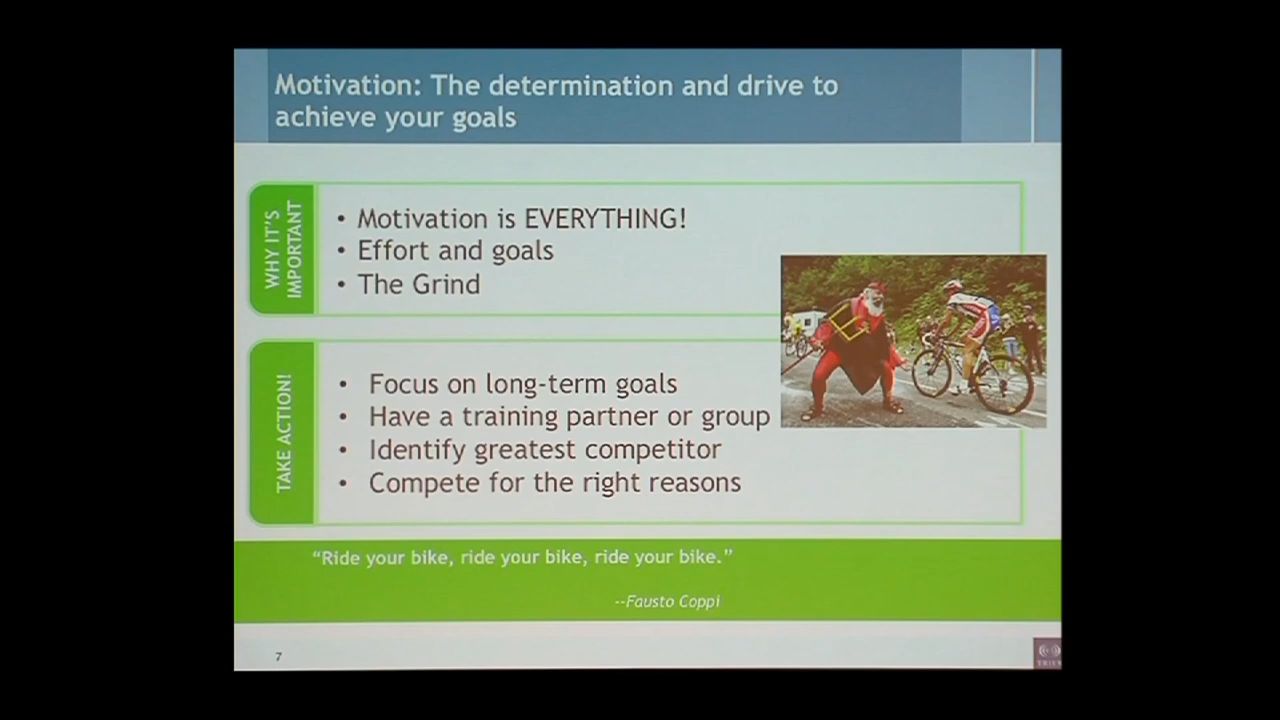 Motivation: The determination and drive to
achieve your goals
WHY IT'S
IMPORTANT
• Motivation is EVERYTHING!
• Effort and goals
• The Grind
TAKE ACTION!
• Focus on long-term goals
• Have a training partner or group
• Identify greatest competitor
• Compete for the right reasons
“Ride your bike, ride your bike, ride your bike.”
--Fausto Coppi
7